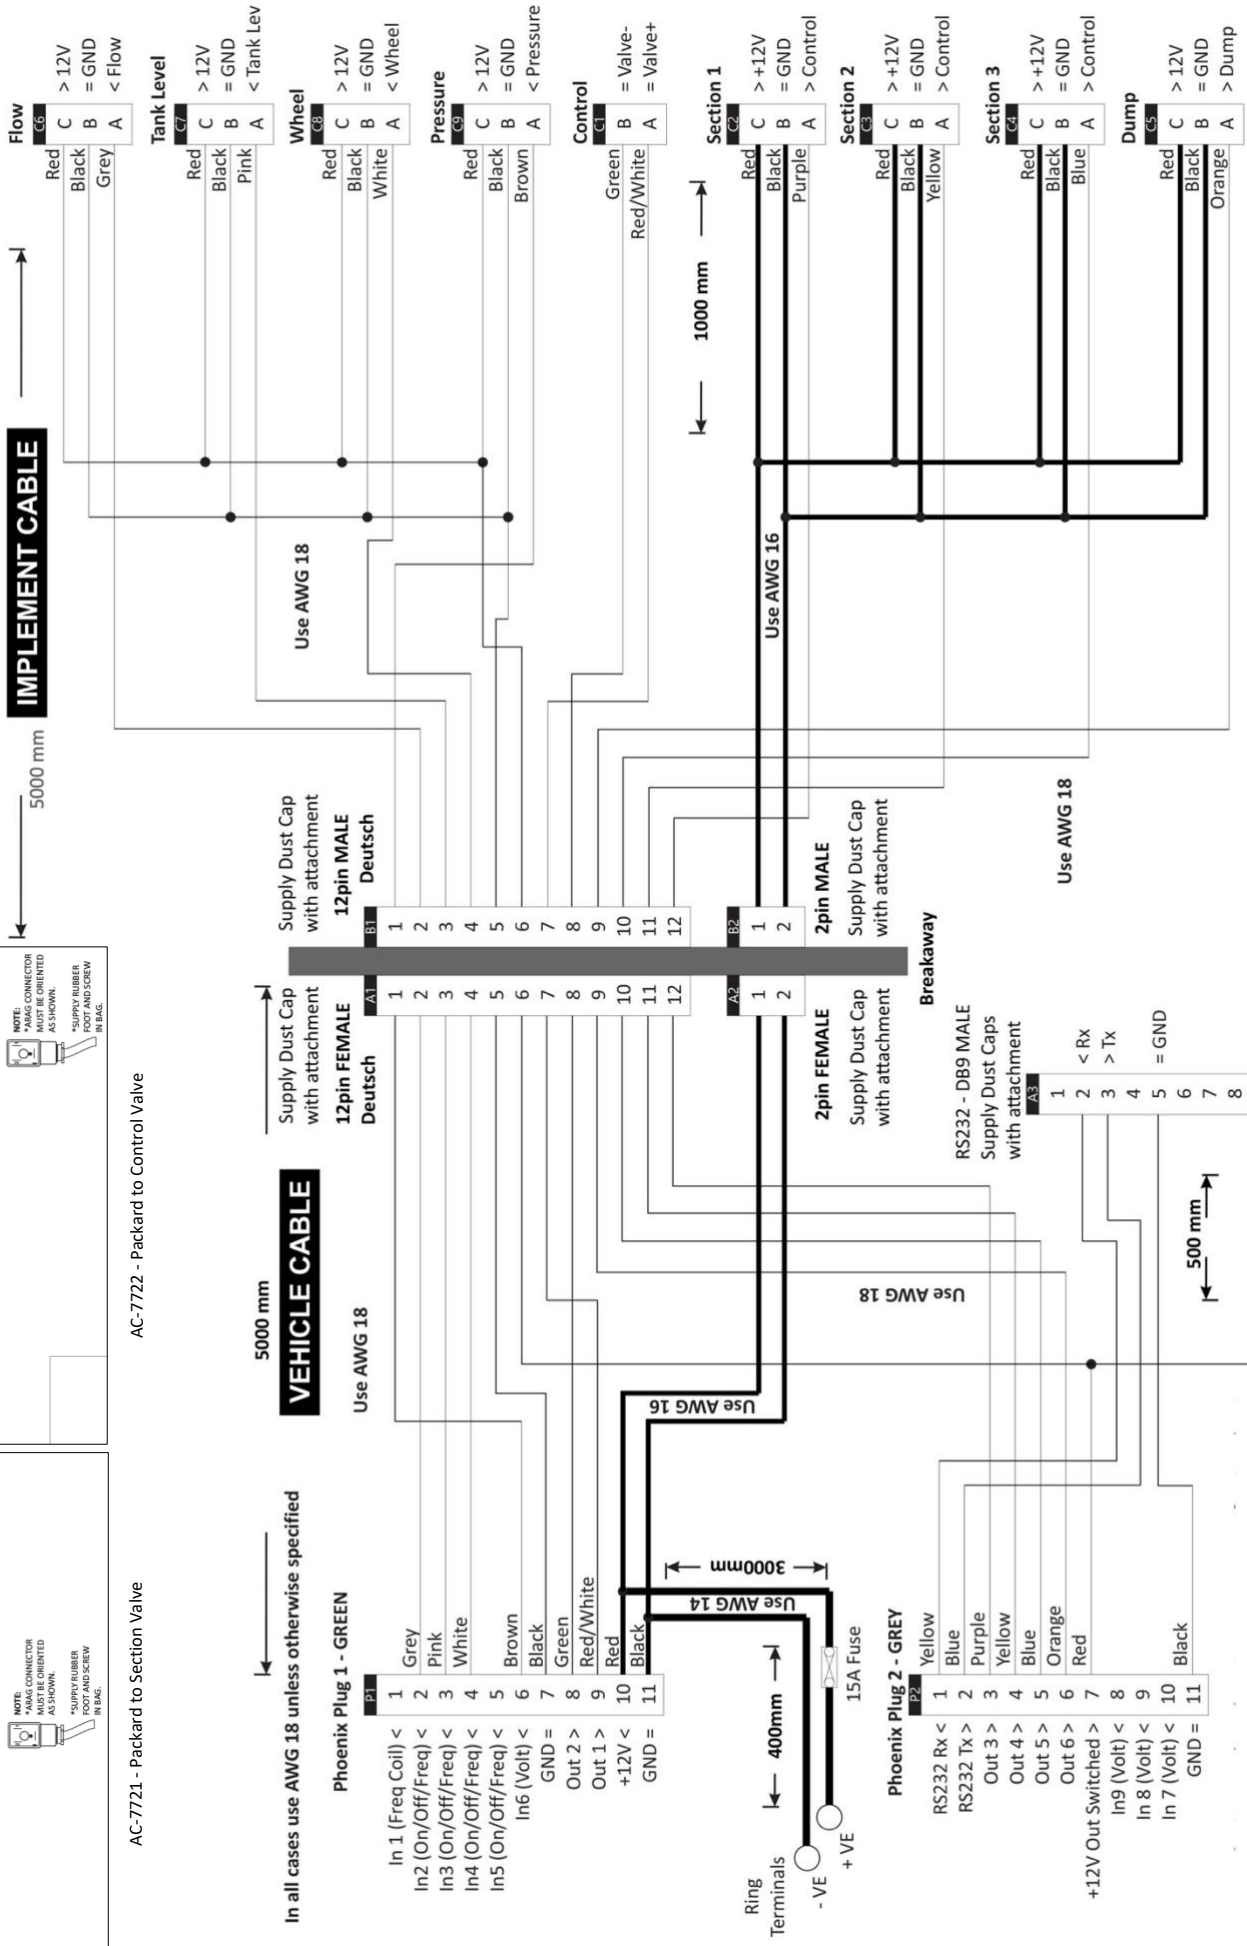 NOTE:
*ARAG CONNECTOR
MUST BE ORIENTED
AS SHOWN.
*SUPPLY RUBBER
FOOT AND SCREW
IN BAG.
AC-7721 - Packard to Section Valve
NOTE:
*ARAG CONNECTOR
MUST BE ORIENTED
AS SHOWN.
*SUPPLY RUBBER
FOOT AND SCREW
IN BAG.
AC-7722 - Packard to Control Valve
5000 mm
IMPLEMENT CABLE
5000 mm
VEHICLE CABLE
In all cases use AWG 18 unless otherwise specified
Use AWG 18
Phoenix Plug 1 - GREEN
P1
In 1 (Freq Coil) < 1
In2 (On/Off/Freq) < 2 Grey
In3 (On/Off/Freq) < 3 Pink
In4 (On/Off/Freq) < 4 White
In5 (On/Off/Freq) < 5
In6 (Volt) < 6 Brown
GND = 7 Black
Out 2 > 8 Green
Out 1 > 9 Red/White
+12V < 10 Red
GND = 11 Black
Use AWG 14
3000mm
400mm
15A Fuse
Ring
Terminals
- VE
+ VE
Use AWG 16
Use AWG 18
Phoenix Plug 2 - GREY
P2
RS232 Rx < 1 Yellow
RS232 Tx > 2 Blue
Out 3 > 3 Purple
Out 4 > 4 Yellow
Out 5 > 5 Blue
Out 6 > 6 Orange
+12V Out Switched > 7 Red
In9 (Volt) < 8
In 8 (Volt) < 9
In 7 (Volt) < 10
GND = 11 Black
Supply Dust Cap
with attachment
12pin FEMALE
Deutsch
A1
1
2
3
4
5
6
7
8
9
10
11
12
A2
1
2
2pin FEMALE
Supply Dust Cap
with attachment
Breakaway
RS232 - DB9 MALE
Supply Dust Caps
with attachment
A3
1
2 < Rx
3 > Tx
4
5 = GND
6
7
8
500 mm
Supply Dust Cap
with attachment
12pin MALE
Deutsch
B1
1
2
3
4
5
6
7
8
9
10
11
12
B2
1
2
2pin MALE
Supply Dust Cap
with attachment
Use AWG 18
Use AWG 16
Use AWG 18
1000 mm
Flow
C6
Red C > 12V
Black B = GND
Grey A < Flow
Tank Level
C7
Red C > 12V
Black B = GND
Pink A < Tank Lev
Wheel
C8
Red C > 12V
Black B = GND
White A < Wheel
Pressure
C9
Red C > 12V
Black B = GND
Brown A < Pressure
Control
C1
Green B = Valve-
Red/White A = Valve+
Section 1
C2
Red C > +12V
Black B = GND
Purple A > Control
Section 2
C3
Red C > +12V
Black B = GND
Yellow A > Control
Section 3
C4
Red C > +12V
Black B = GND
Blue A > Control
Dump
C5
Red C > 12V
Black B = GND
Orange A > Dump